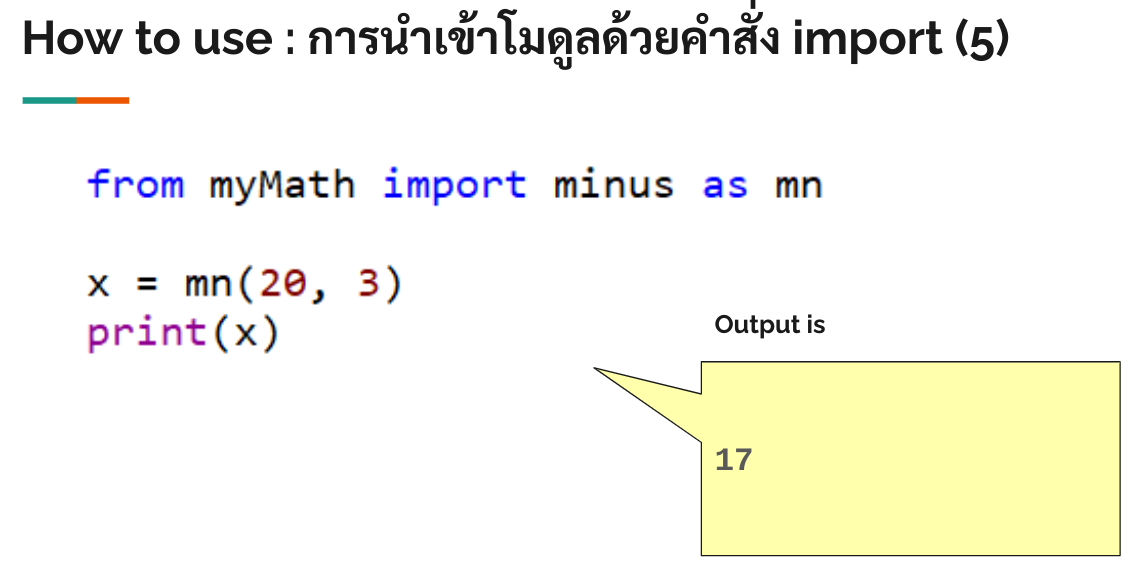 How to use : การนำเข้าโมดูลด้วยคำสั่ง import (5)
from myMath import minus as mn
x = mn(20, 3)
print(x)
Output is
17